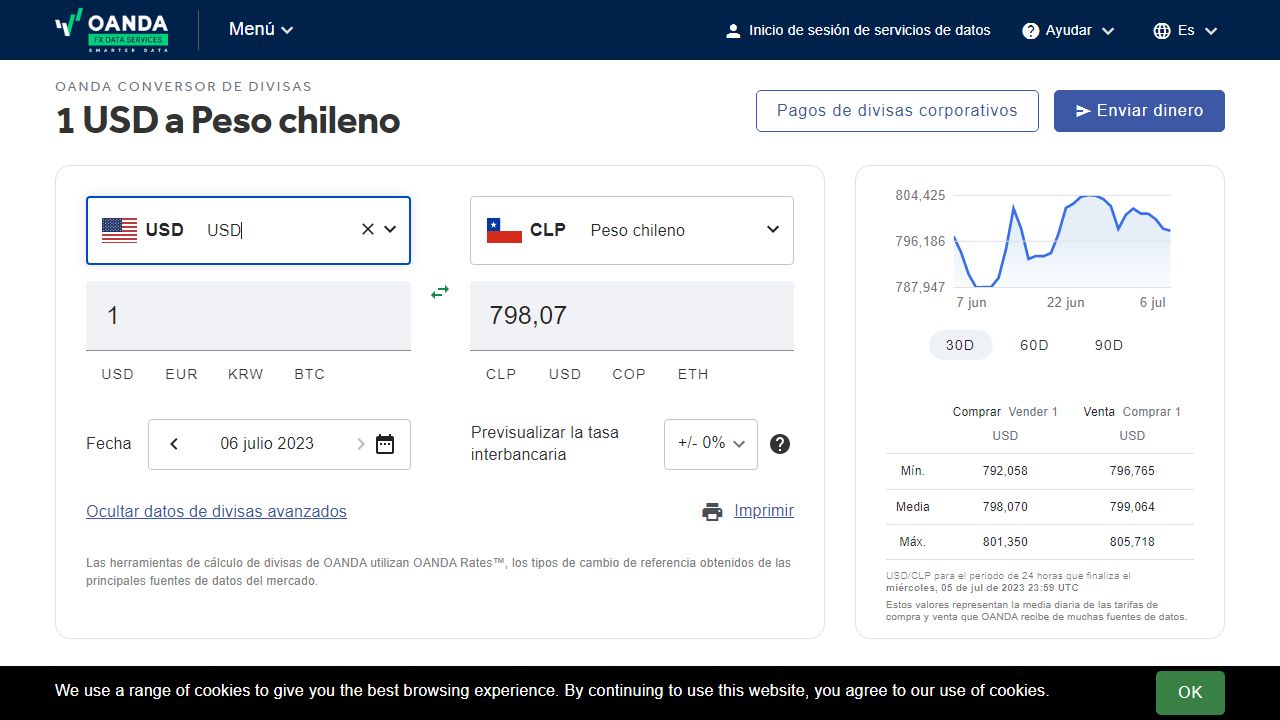 OANDA
FX DATA SERVICES
SMARTER DATA
Menú
Inicio de sesión de servicios de datos
Ayudar
Es
OANDA CONVERSOR DE DIVISAS
1 USD a Peso chileno
Pagos de divisas corporativos
Enviar dinero
USD USD
CLP Peso chileno
1
798,07
USD EUR KRW BTC
CLP USD COP ETH
Fecha
06 julio 2023
Previsualizar la tasa
interbancaria
+/- 0%
Ocultar datos de divisas avanzados
Imprimir
Las herramientas de cálculo de divisas de OANDA utilizan OANDA Rates™, los tipos de cambio de referencia obtenidos de las
principales fuentes de datos del mercado.
804,425
796,186
787,947
7 jun 22 jun 6 jul
30D 60D 90D
Comprar Vender 1 USD
Venta Comprar 1 USD
Mín. 792,058 796,765
Media 798,070 799,064
Máx. 801,350 805,718
USD/CLP para el periodo de 24 horas que finaliza el
miércoles, 05 de jul de 2023 23:59 UTC
Estos valores representan la media diaria de las tarifas de
compra y venta que OANDA recibe de muchas fuentes de datos.
We use a range of cookies to give you the best browsing experience. By continuing to use this website, you agree to our use of cookies.
OK